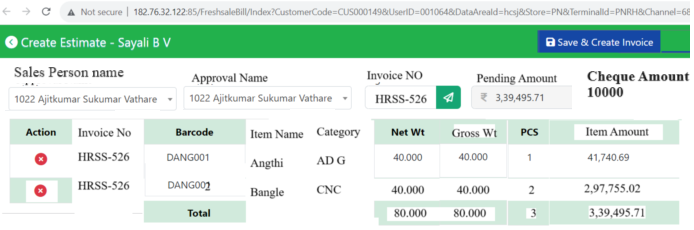 Not secure | 182.76.32.122:85/FreshsaleBill/Index?CustomerCode=CUS000149&UserID=001064&DataAreaId=hcsj&Store=PN&TerminalId=PNRH&Channel=68
Create Estimate - Sayali B V
Save & Create Invoice
Sales Person name
Approval Name
Invoice NO
Pending Amount
Cheque Amount
10000
1022 Ajitkumar Sukumar Vathare
1022 Ajitkumar Sukumar Vathare
HRSS-526
₹ 3,39,495.71
Action Invoice No Barcode Item Name Category Net Wt Gross Wt PCS Item Amount
HRSS-526 DANG001 Angthi AD G 40.000 40.000 1 41,740.69
HRSS-526 DANG002 Bangle CNC 40.000 40.000 2 2,97,755.02
Total 80.000 80.000 3 3,39,495.71